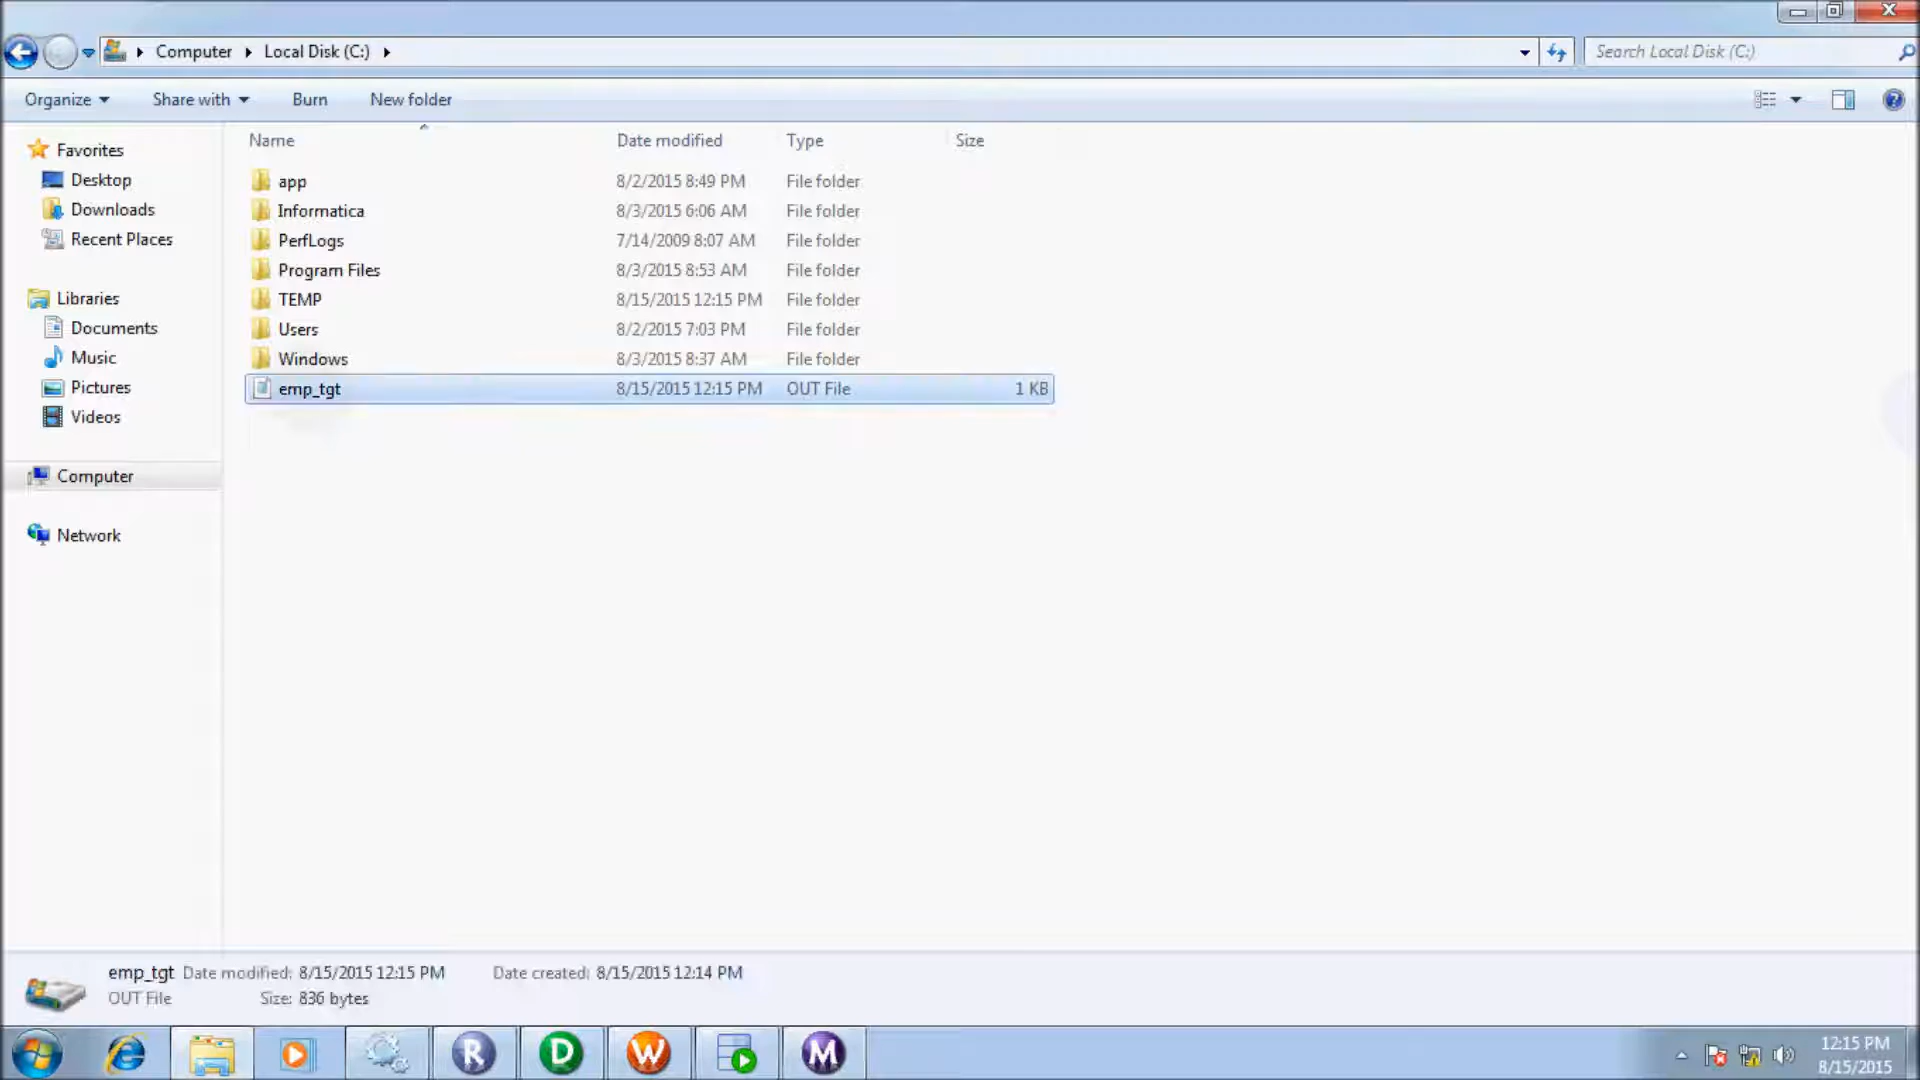 Computer Local Disk (C:)
Search Local Disk (C:)
Organize Share with Burn New folder
Name Date modified Type Size
Favorites
Desktop
Downloads
Recent Places
Libraries
Documents
Music
Pictures
Videos
Computer
Network
app 8/2/2015 8:49 PM File folder
Informatica 8/3/2015 6:06 AM File folder
PerfLogs 7/14/2009 8:07 AM File folder
Program Files 8/3/2015 8:53 AM File folder
TEMP 8/15/2015 12:15 PM File folder
Users 8/2/2015 7:03 PM File folder
Windows 8/3/2015 8:37 AM File folder
emp_tgt 8/15/2015 12:15 PM OUT File 1 KB
emp_tgt Date modified: 8/15/2015 12:15 PM Date created: 8/15/2015 12:14 PM
OUT File Size: 836 bytes
R D W M
12:15 PM
8/15/2015